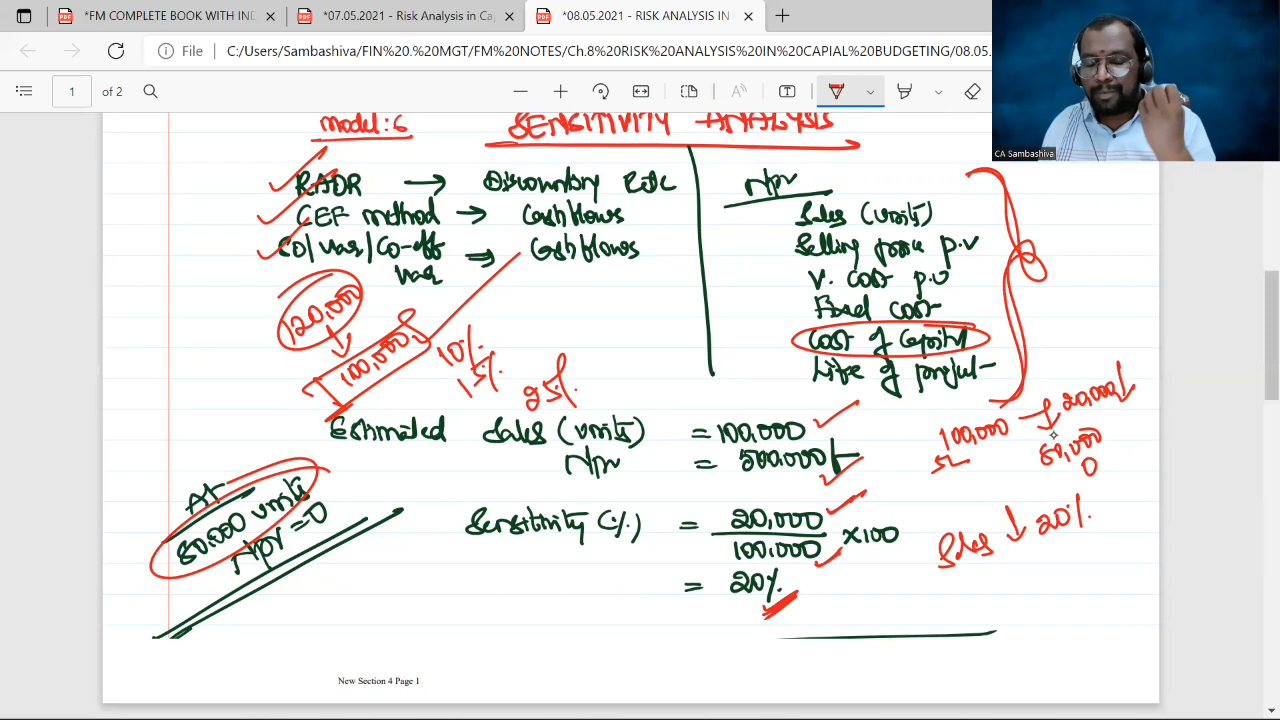 *FM COMPLETE BOOK WITH IND
*07.05.2021 - Risk Analysis in Ca
*08.05.2021 - RISK ANALYSIS IN
File
C:/Users/Sambashiva/FIN%20.%20MGT/FM%20NOTES/Ch.8%20RISK%20ANALYSIS%20IN%20CAPIAL%20BUDGETING/08.05.
1 of 2
CA Sambashiva
model:6
SENSITIVITY ANALYSIS
RADR → Discounting Rate
CEF method → Cashflows
SD/Var/Co-eff Var ⇒ Cashflows
NPV
Sales (units)
Selling price p.u
V. Cost p.u
Fixed Cost
Cost of Capital
Life of project
120,000
100,000
10%
15%
25%
Estimated Sales (units) = 100,000
NPV = 500,000/-
100,000 → 20,000↓
5L
80,000
0
At
80,000 units
NPV = 0
Sensitivity (%) = 20,000 / 100,000 × 100
= 20%
Sales ↓ 20%
New Section 4 Page 1